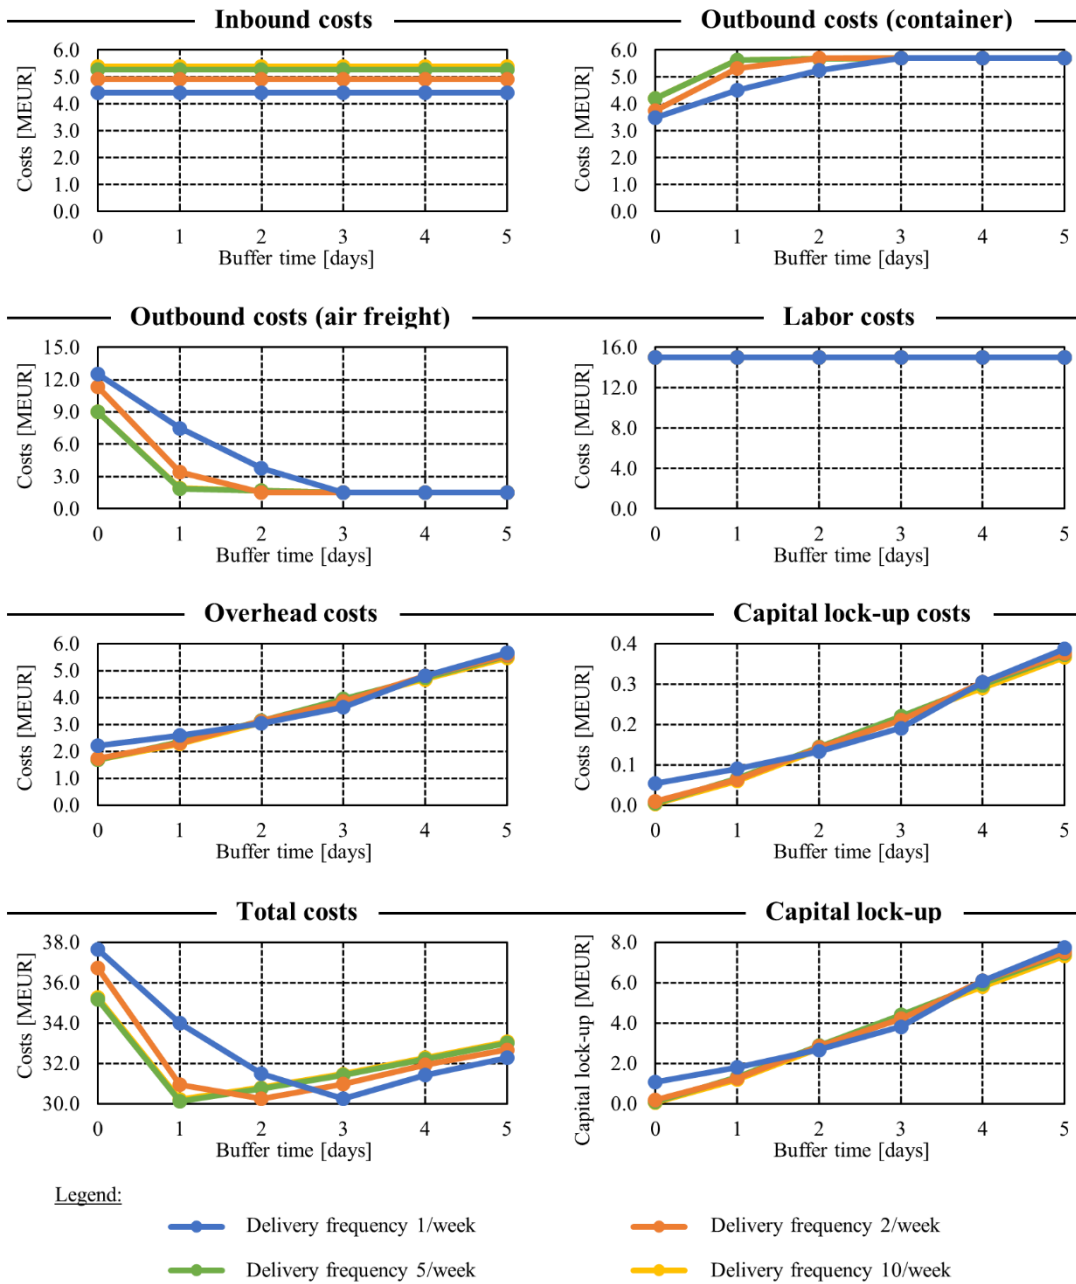 Inbound costs
Costs [MEUR]
6.0
5.0
4.0
3.0
2.0
1.0
0.0
0 1 2 3 4 5
Buffer time [days]
Outbound costs (container)
Costs [MEUR]
6.0
5.0
4.0
3.0
2.0
1.0
0.0
0 1 2 3 4 5
Buffer time [days]
Outbound costs (air freight)
Costs [MEUR]
15.0
12.0
9.0
6.0
3.0
0.0
0 1 2 3 4 5
Buffer time [days]
Labor costs
Costs [MEUR]
16.0
12.0
8.0
4.0
0.0
0 1 2 3 4 5
Buffer time [days]
Overhead costs
Costs [MEUR]
6.0
5.0
4.0
3.0
2.0
1.0
0.0
0 1 2 3 4 5
Buffer time [days]
Capital lock-up costs
Costs [MEUR]
0.4
0.3
0.2
0.1
0.0
0 1 2 3 4 5
Buffer time [days]
Total costs
Costs [MEUR]
38.0
36.0
34.0
32.0
30.0
0 1 2 3 4 5
Buffer time [days]
Capital lock-up
Capital lock-up [MEUR]
8.0
6.0
4.0
2.0
0.0
0 1 2 3 4 5
Buffer time [days]
Legend:
Delivery frequency 1/week
Delivery frequency 2/week
Delivery frequency 5/week
Delivery frequency 10/week